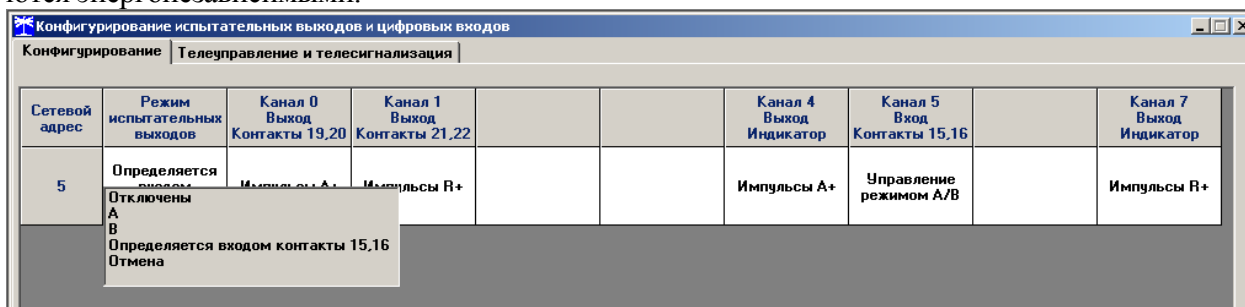 ются энергонезависимыми.
Конфигурирование испытательных выходов и цифровых входов
Конфигурирование Телеуправление и телесигнализация
Сетевой адрес
Режим испытательных выходов
Канал 0 Выход Контакты 19,20
Канал 1 Выход Контакты 21,22
Канал 4 Выход Индикатор
Канал 5 Вход Контакты 15,16
Канал 7 Выход Индикатор
5
Определяется
Импульсы R+
Импульсы A+
Управление режимом A/B
Импульсы R+
Отключены
A
B
Определяется входом контакты 15,16
Отмена